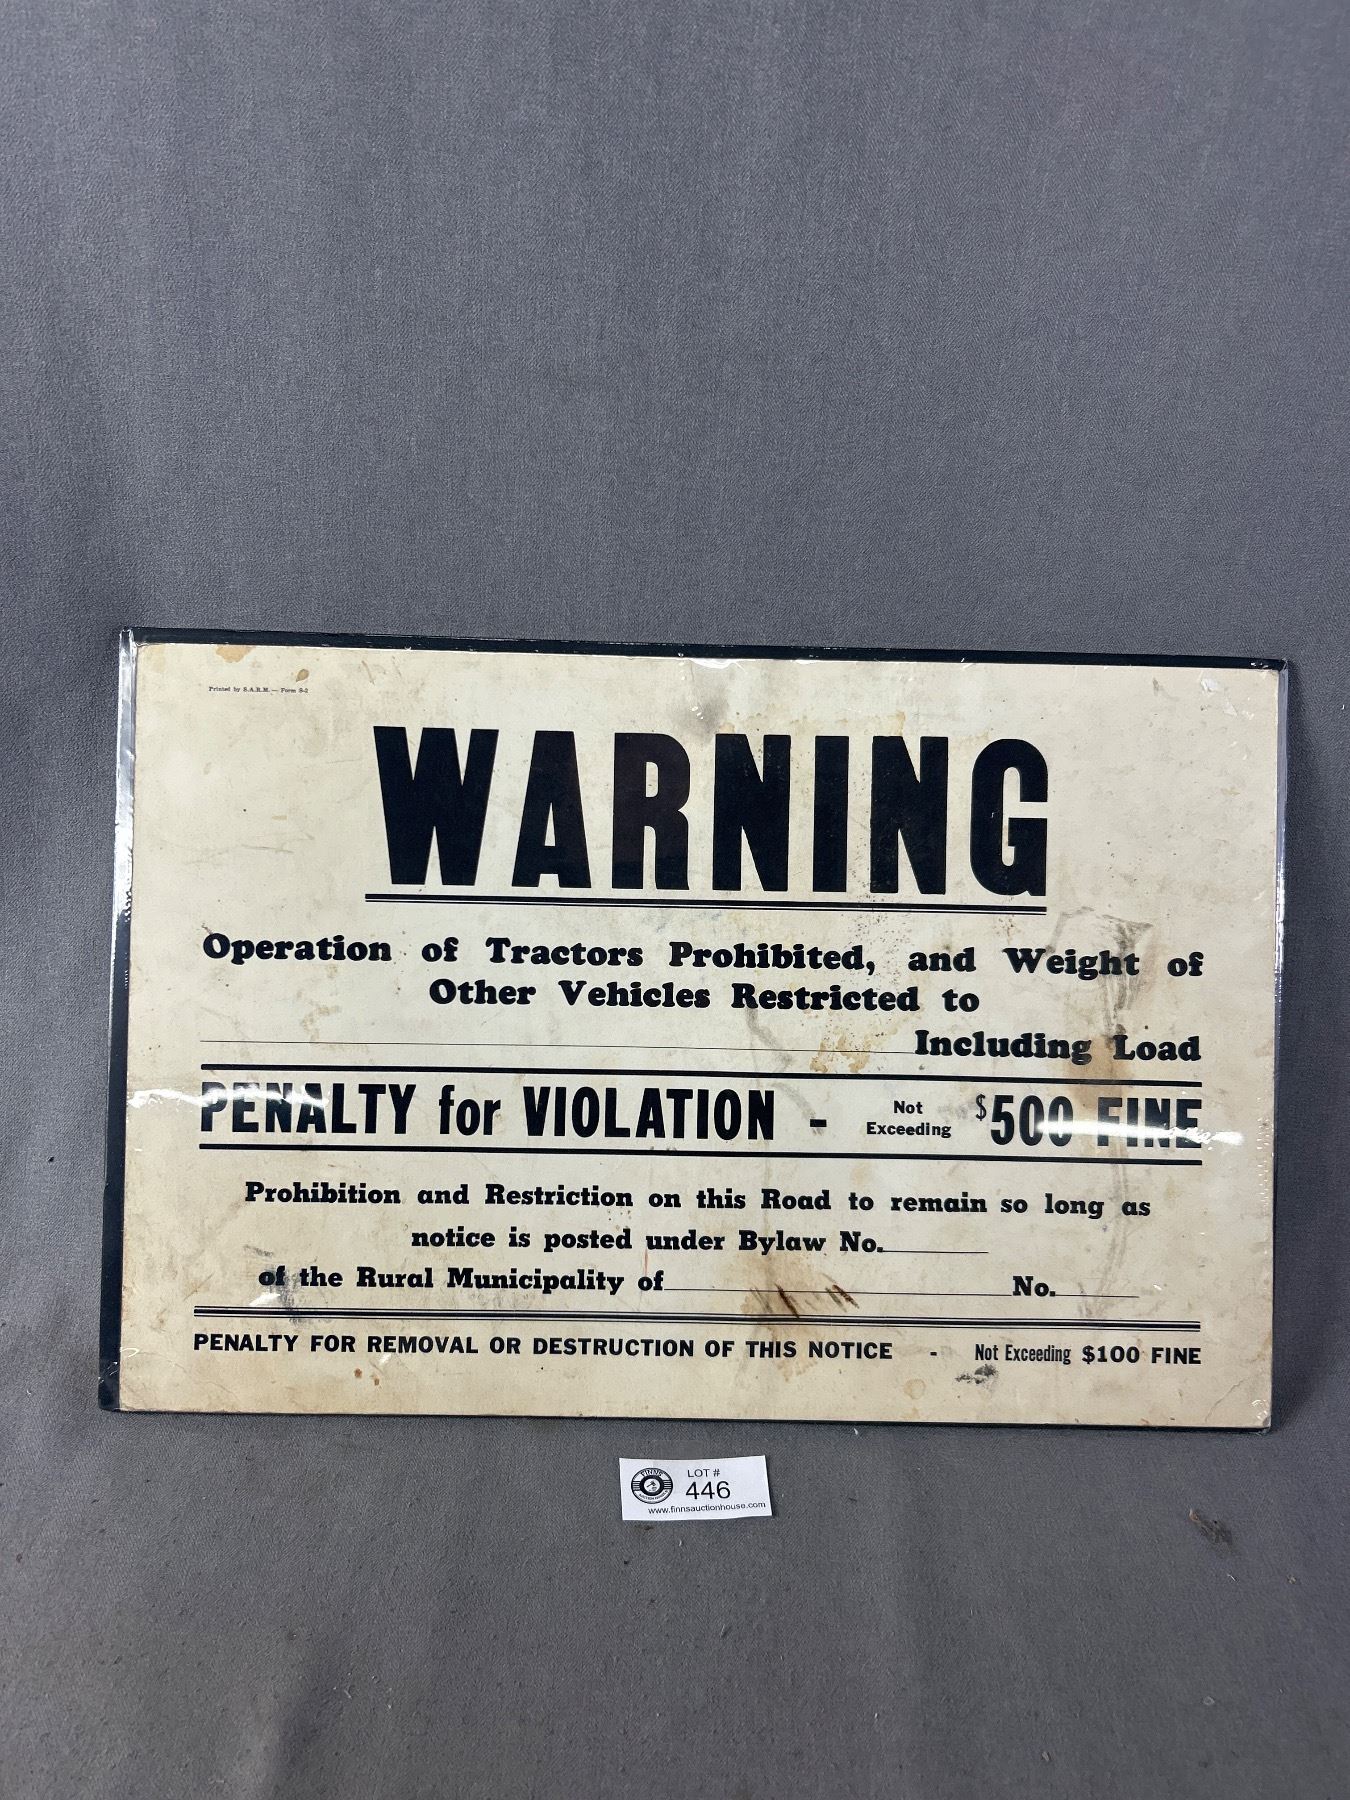 Printed by S.A.R.M. — Form S-2
WARNING
Operation of Tractors Prohibited, and Weight of
Other Vehicles Restricted to
Including Load
PENALTY for VIOLATION - Not Exceeding $500 FINE
Prohibition and Restriction on this Road to remain so long as
notice is posted under Bylaw No.
of the Rural Municipality of No.
PENALTY FOR REMOVAL OR DESTRUCTION OF THIS NOTICE - Not Exceeding $100 FINE
LOT #
446
www.finnsauctionhouse.com